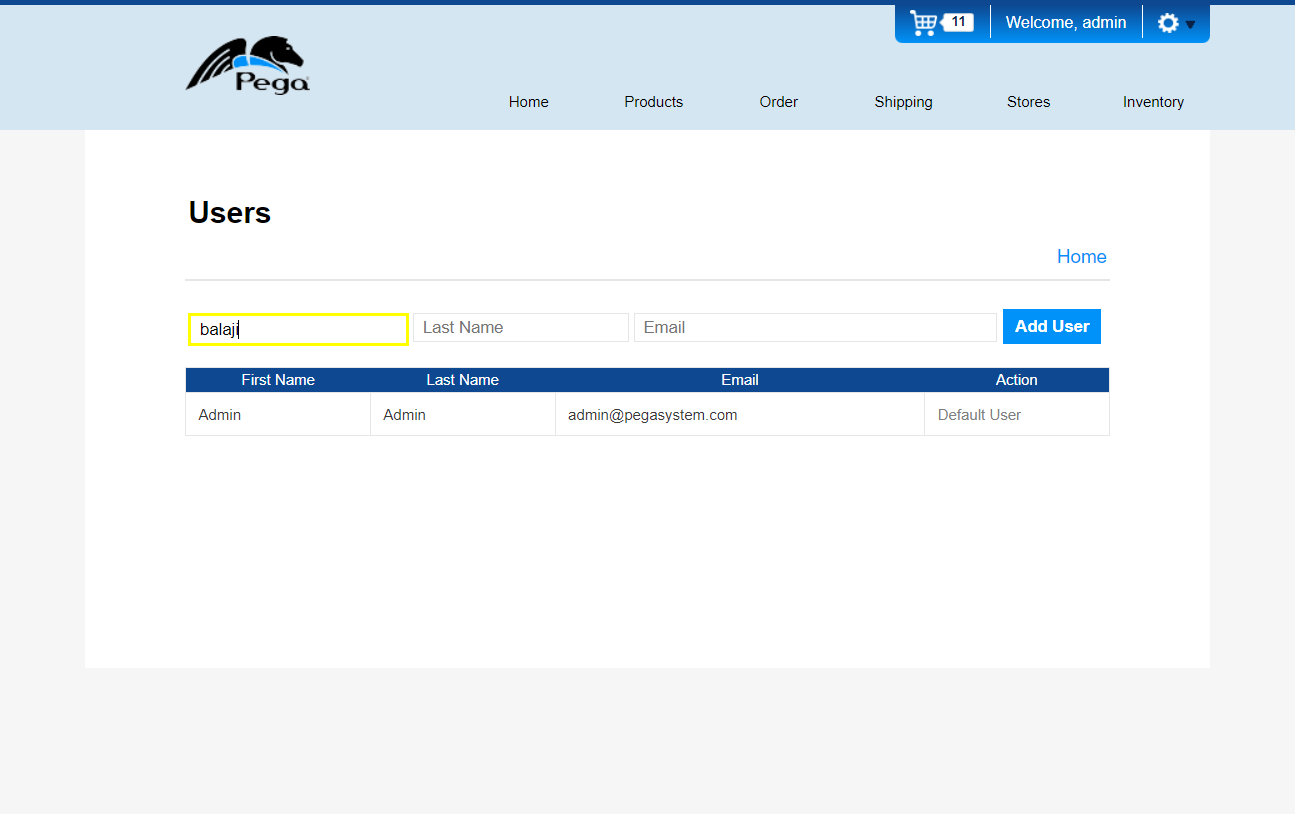 11 Welcome, admin
Pega
Home Products Order Shipping Stores Inventory
Users
Home
balaji Last Name Email Add User
First Name Last Name Email Action
Admin Admin admin@pegasystem.com Default User